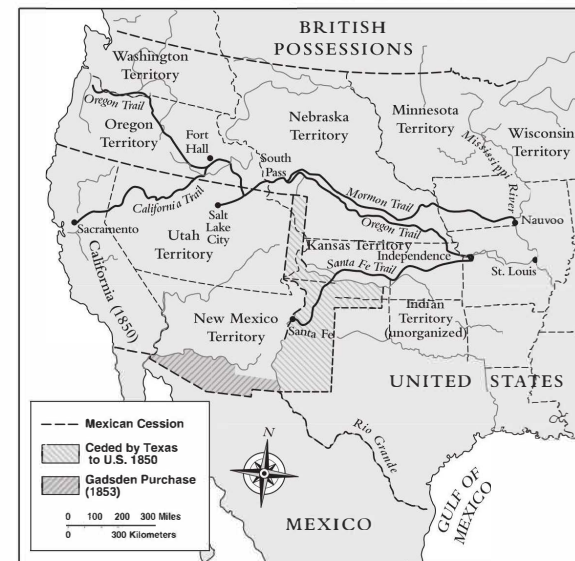 BRITISH
POSSESSIONS
Washington
Territory
Oregon Trail
Oregon
Territory
Fort
Hall
Nebraska
Territory
Minnesota
Territory
Wisconsin
Territory
Mississippi
River
South
Pass
Mormon Trail
Nauvoo
California Trail
Salt
Lake
City
Sacramento
Utah
Territory
Oregon Trail
Kansas Territory
Independence
Santa Fe Trail
St. Louis
California (1850)
New Mexico
Territory
Santa Fe
Indian
Territory
(unorganized)
UNITED STATES
Mexican Cession
Ceded by Texas
to U.S. 1850
Gadsden Purchase
(1853)
0 100 200 300 Miles
0 300 Kilometers
N
Rio Grande
MEXICO
GULF OF
MEXICO